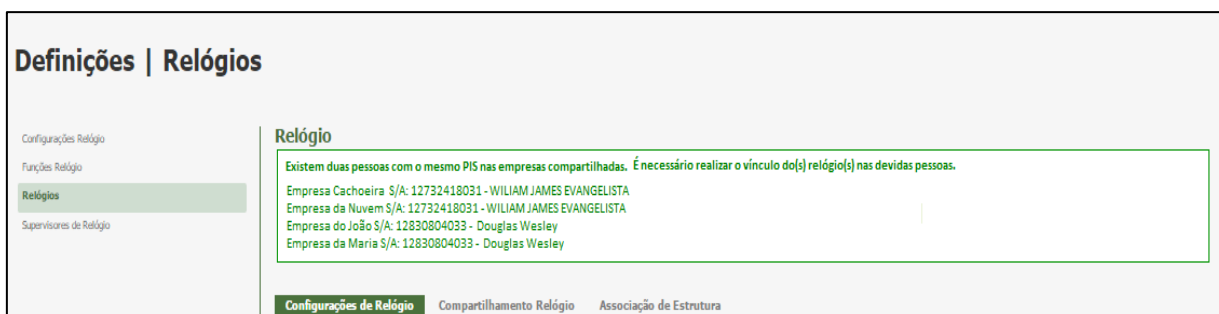 Definições | Relógios
Configurações Relógio
Funções Relógio
Relógios
Supervisores de Relógio
Relógio
Existem duas pessoas com o mesmo PIS nas empresas compartilhadas. É necessário realizar o vínculo do(s) relógio(s) nas devidas pessoas.
Empresa Cachoeira S/A: 12732418031 - WILIAM JAMES EVANGELISTA
Empresa da Nuvem S/A: 12732418031 - WILIAM JAMES EVANGELISTA
Empresa do João S/A: 12830804033 - Douglas Wesley
Empresa da Maria S/A: 12830804033 - Douglas Wesley
Configurações de Relógio Compartilhamento Relógio Associação de Estrutura